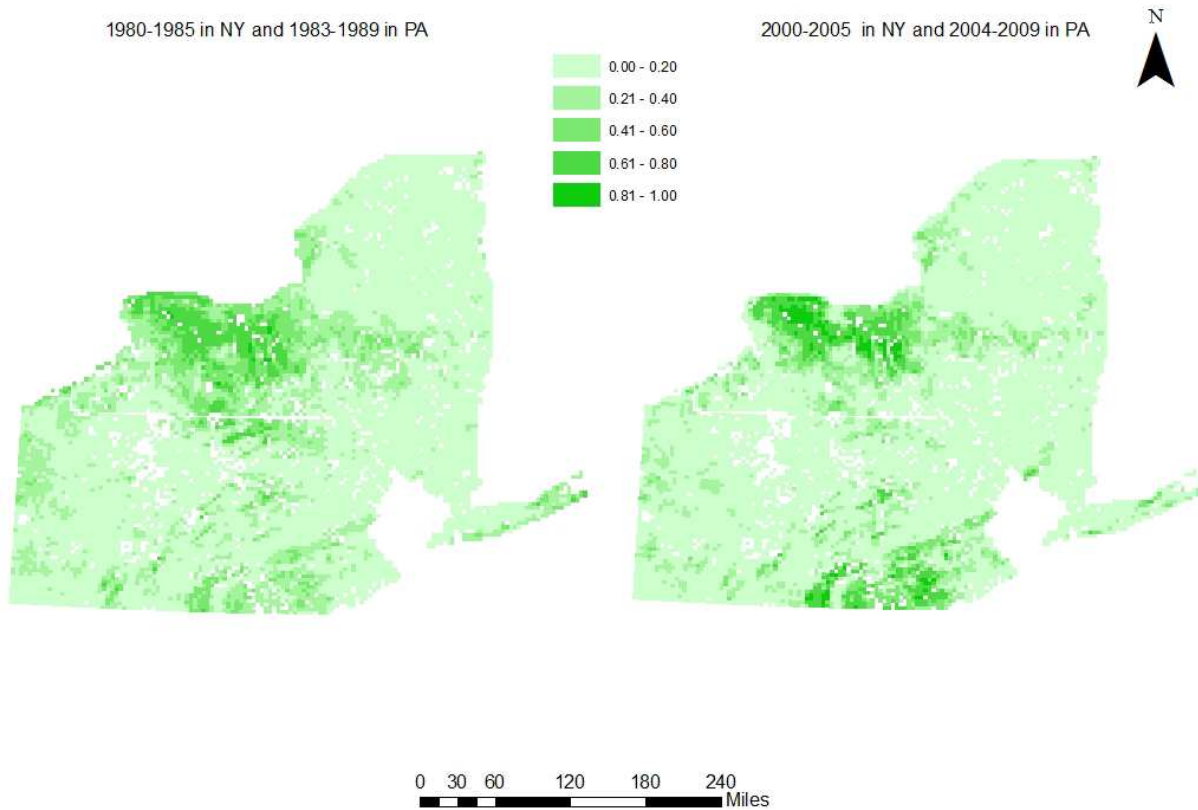 1980-1985 in NY and 1983-1989 in PA
2000-2005 in NY and 2004-2009 in PA
N
0.00 - 0.20
0.21 - 0.40
0.41 - 0.60
0.61 - 0.80
0.81 - 1.00
0 30 60 120 180 240
Miles